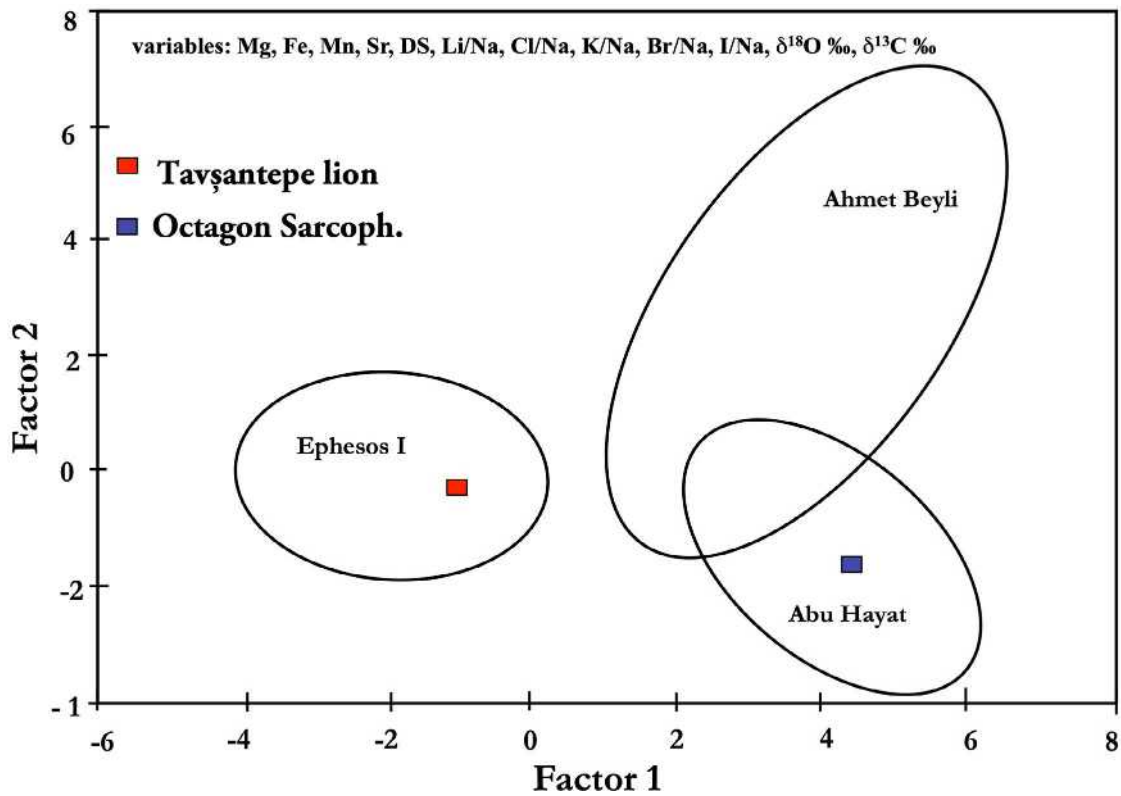 8
variables: Mg, Fe, Mn, Sr, DS, Li/Na, Cl/Na, K/Na, Br/Na, I/Na, δ¹⁸O ‰, δ¹³C ‰
6
Tavșantepe lion
Ahmet Beyli
Octagon Sarcoph.
4
2
Factor 2
Ephesos I
0
-2
Abu Hayat
- 1
-6 -4 -2 0 2 4 6 8
Factor 1